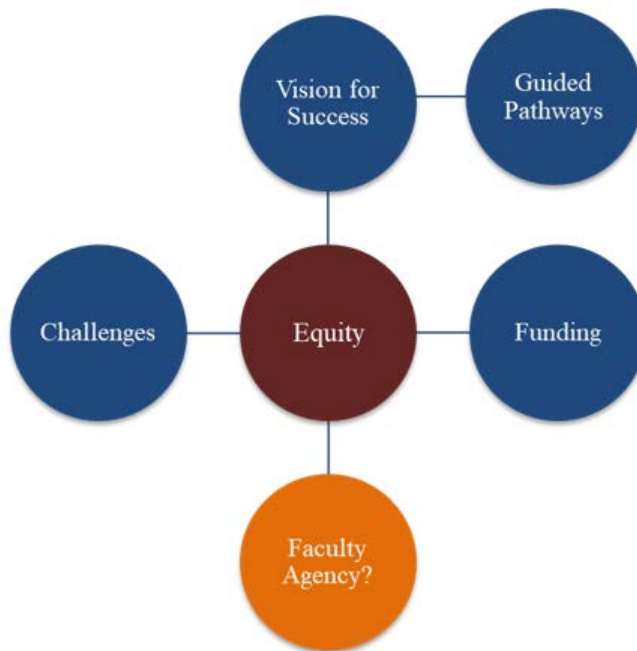 Vision for
Success
Guided
Pathways
Challenges
Equity
Funding
Faculty
Agency?